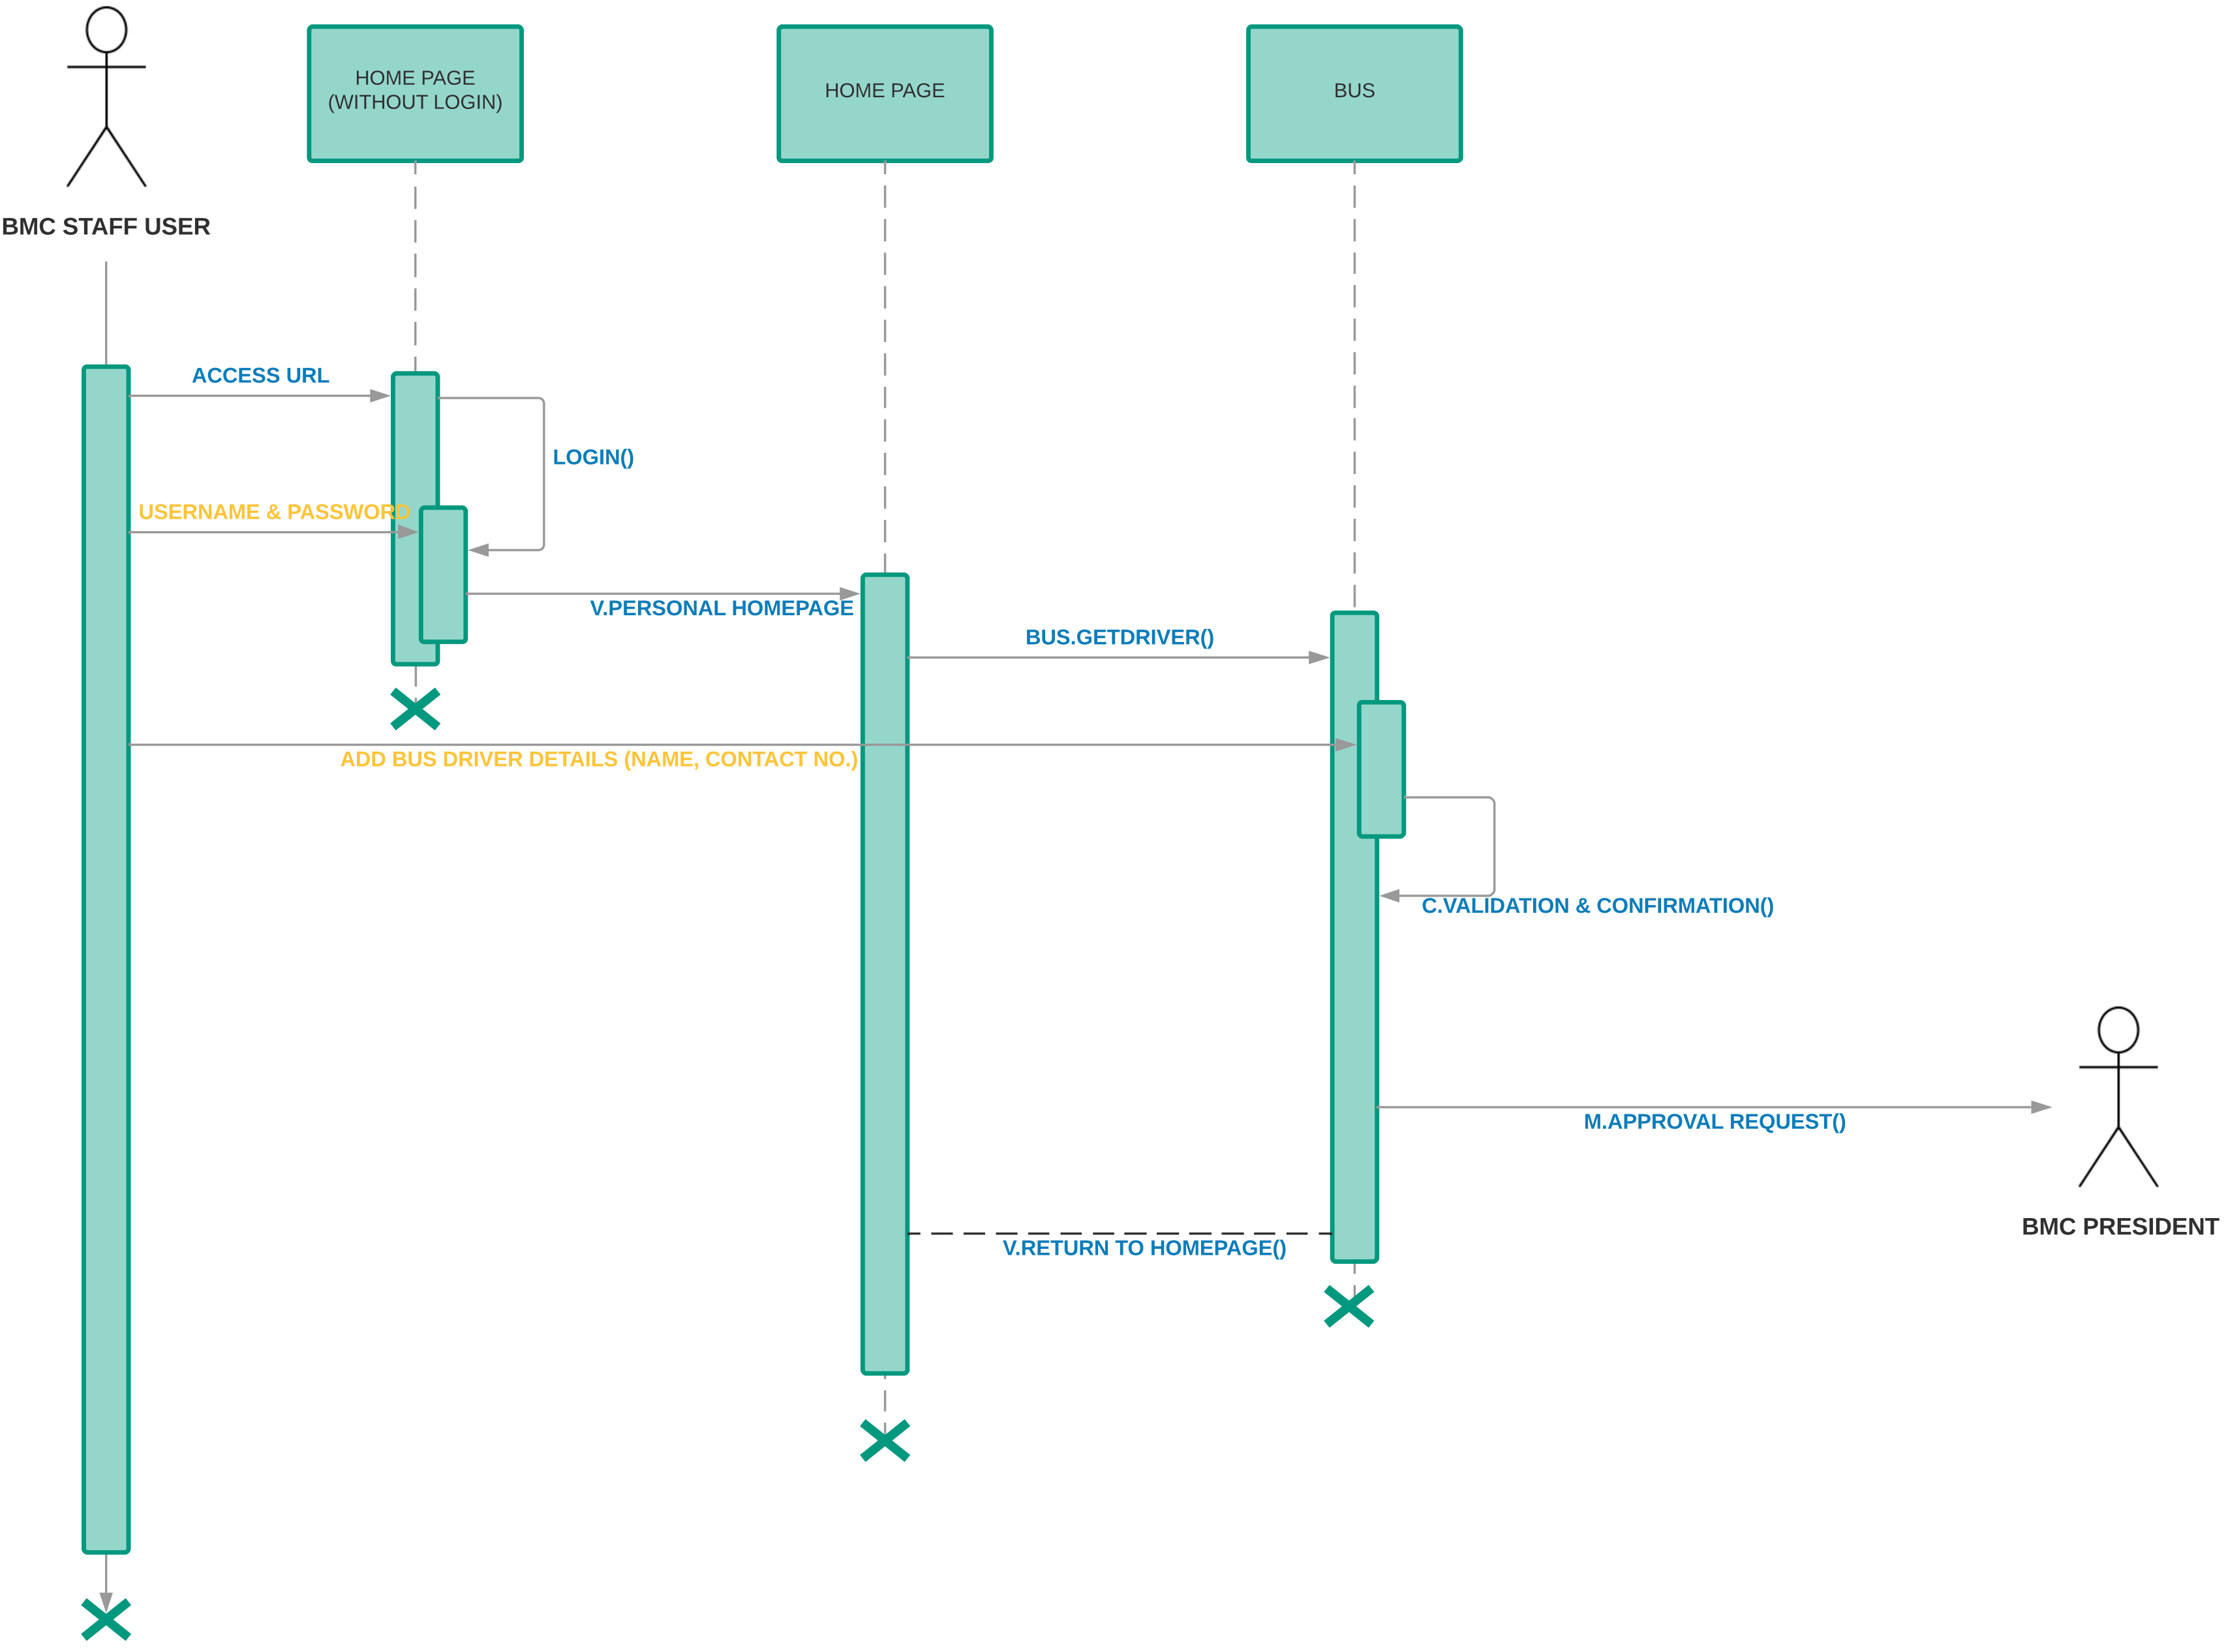 HOME PAGE
(WITHOUT LOGIN)
HOME PAGE
BUS
BMC STAFF USER
ACCESS URL
LOGIN()
USERNAME & PASSWORD
V.PERSONAL HOMEPAGE
BUS.GETDRIVER()
ADD BUS DRIVER DETAILS (NAME, CONTACT NO.)
C.VALIDATION & CONFIRMATION()
M.APPROVAL REQUEST()
BMC PRESIDENT
V.RETURN TO HOMEPAGE()